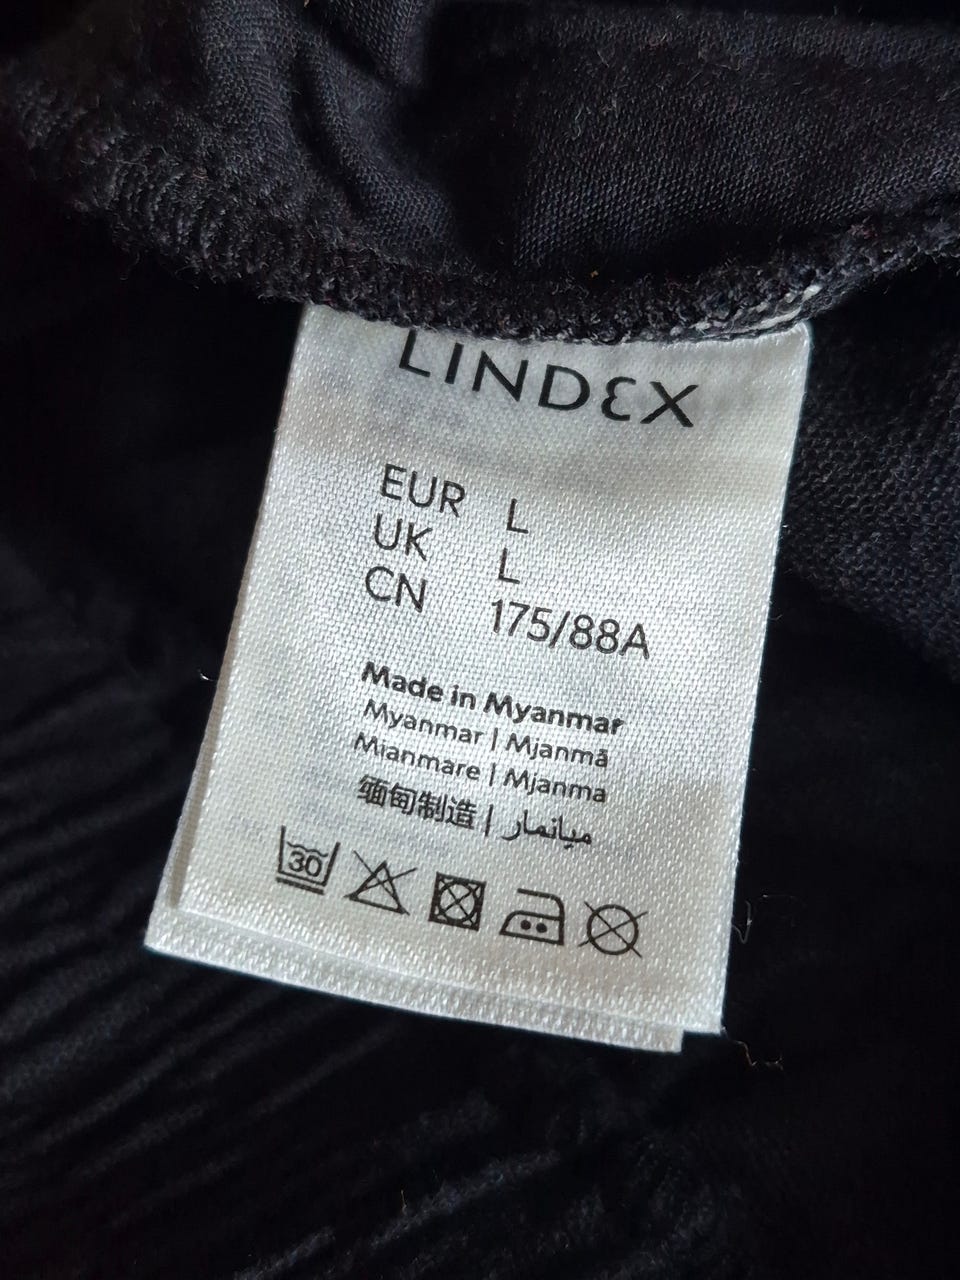 LINDEX
EUR L
UK L
CN 175/88A
Made in Myanmar
Myanmar | Mjanmā
Mianmare | Mjanma
缅甸制造 | ميانمار
30